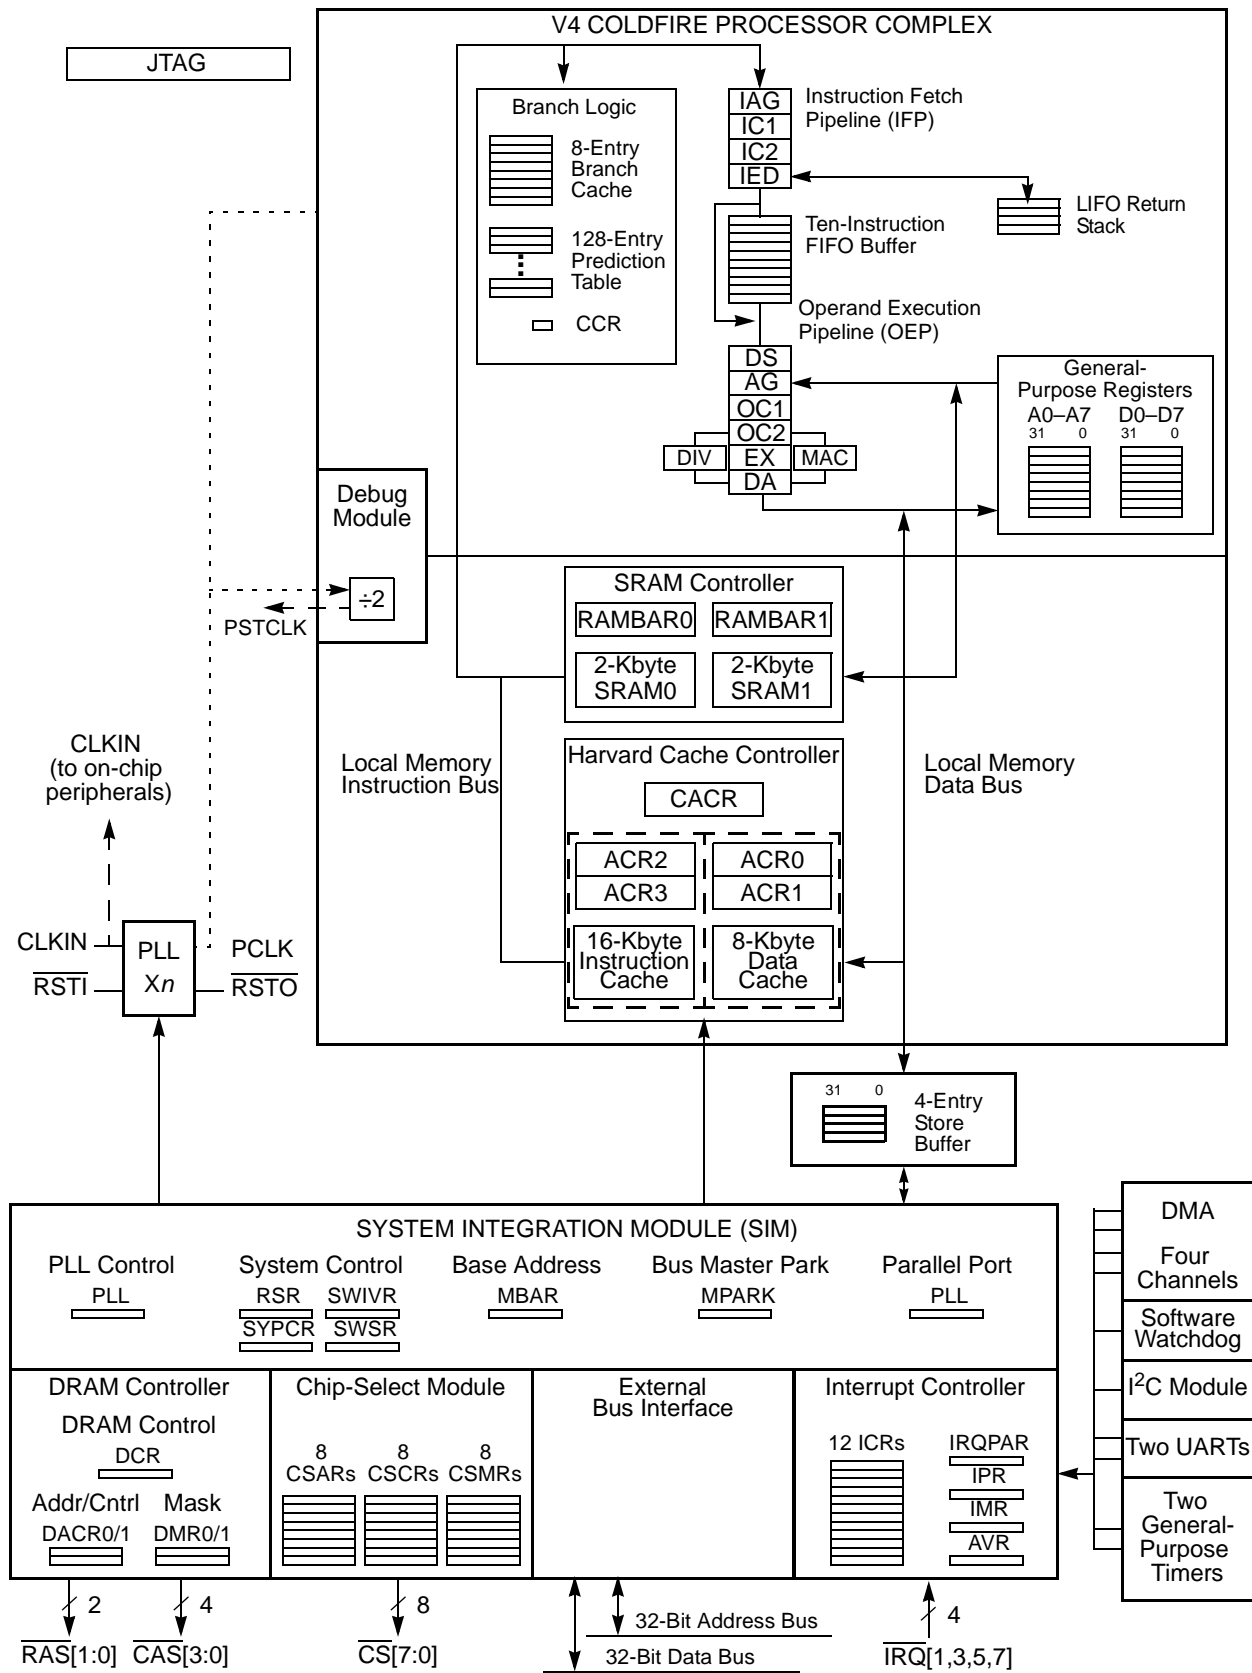 V4 COLDFIRE PROCESSOR COMPLEX
JTAG
Branch Logic
8-Entry
Branch
Cache
128-Entry
Prediction
Table
CCR
IAG
IC1
IC2
IED
Instruction Fetch
Pipeline (IFP)
LIFO Return
Stack
Ten-Instruction
FIFO Buffer
Operand Execution
Pipeline (OEP)
DS
AG
OC1
OC2
EX
DA
DIV
MAC
General-
Purpose Registers
A0–A7 D0–D7
31 0 31 0
Debug
Module
÷2
PSTCLK
SRAM Controller
RAMBAR0 RAMBAR1
2-Kbyte
SRAM0
2-Kbyte
SRAM1
Local Memory
Instruction Bus
Harvard Cache Controller
CACR
ACR2 ACR0
ACR3 ACR1
16-Kbyte
Instruction
Cache
8-Kbyte
Data
Cache
Local Memory
Data Bus
CLKIN
(to on-chip
peripherals)
CLKIN
RSTI
PLL
Xn
PCLK
RSTO
31 0
4-Entry
Store
Buffer
SYSTEM INTEGRATION MODULE (SIM)
PLL Control
PLL
System Control
RSR SWIVR
SYPCR SWSR
Base Address
MBAR
Bus Master Park
MPARK
Parallel Port
PLL
DMA
Four
Channels
Software
Watchdog
I2C Module
Two UARTs
Two
General-
Purpose
Timers
DRAM Controller
DRAM Control
DCR
Addr/Cntrl Mask
DACR0/1 DMR0/1
Chip-Select Module
8 8 8
CSARs CSCRs CSMRs
External
Bus Interface
Interrupt Controller
12 ICRs
IRQPAR
IPR
IMR
AVR
2
4
8
4
RAS[1:0]
CAS[3:0]
CS[7:0]
32-Bit Address Bus
32-Bit Data Bus
IRQ[1,3,5,7]